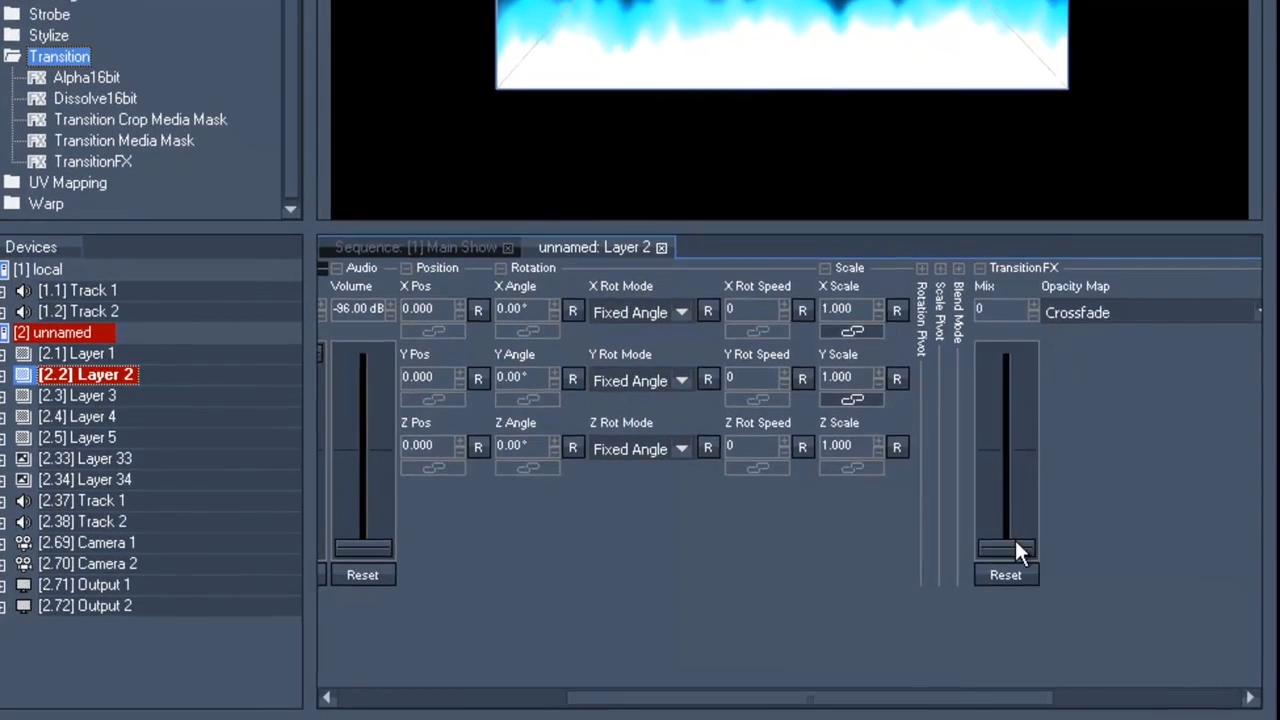 Strobe
Stylize
Transition
Alpha16bit
Dissolve16bit
Transition Crop Media Mask
Transition Media Mask
TransitionFX
UV Mapping
Warp
Devices
[1] local
[1.1] Track 1
[1.2] Track 2
[2] unnamed
[2.1] Layer 1
[2.2] Layer 2
[2.3] Layer 3
[2.4] Layer 4
[2.5] Layer 5
[2.33] Layer 33
[2.34] Layer 34
[2.37] Track 1
[2.38] Track 2
[2.69] Camera 1
[2.70] Camera 2
[2.71] Output 1
[2.72] Output 2
Sequence: [1] Main Show unnamed: Layer 2
Audio Position Rotation Scale TransitionFX
Volume X Pos X Angle X Rot Mode X Rot Speed X Scale Mix Opacity Map
-96.00 dB 0.000 R 0.00° R Fixed Angle R 0 R 1.000 R 0 Crossfade
Y Pos Y Angle Y Rot Mode Y Rot Speed Y Scale
0.000 R 0.00° R Fixed Angle R 0 R 1.000 R
Z Pos Z Angle Z Rot Mode Z Rot Speed Z Scale
0.000 R 0.00° R Fixed Angle R 0 R 1.000 R
Rotation Pivot
Scale Pivot
Blend Mode
Reset Reset